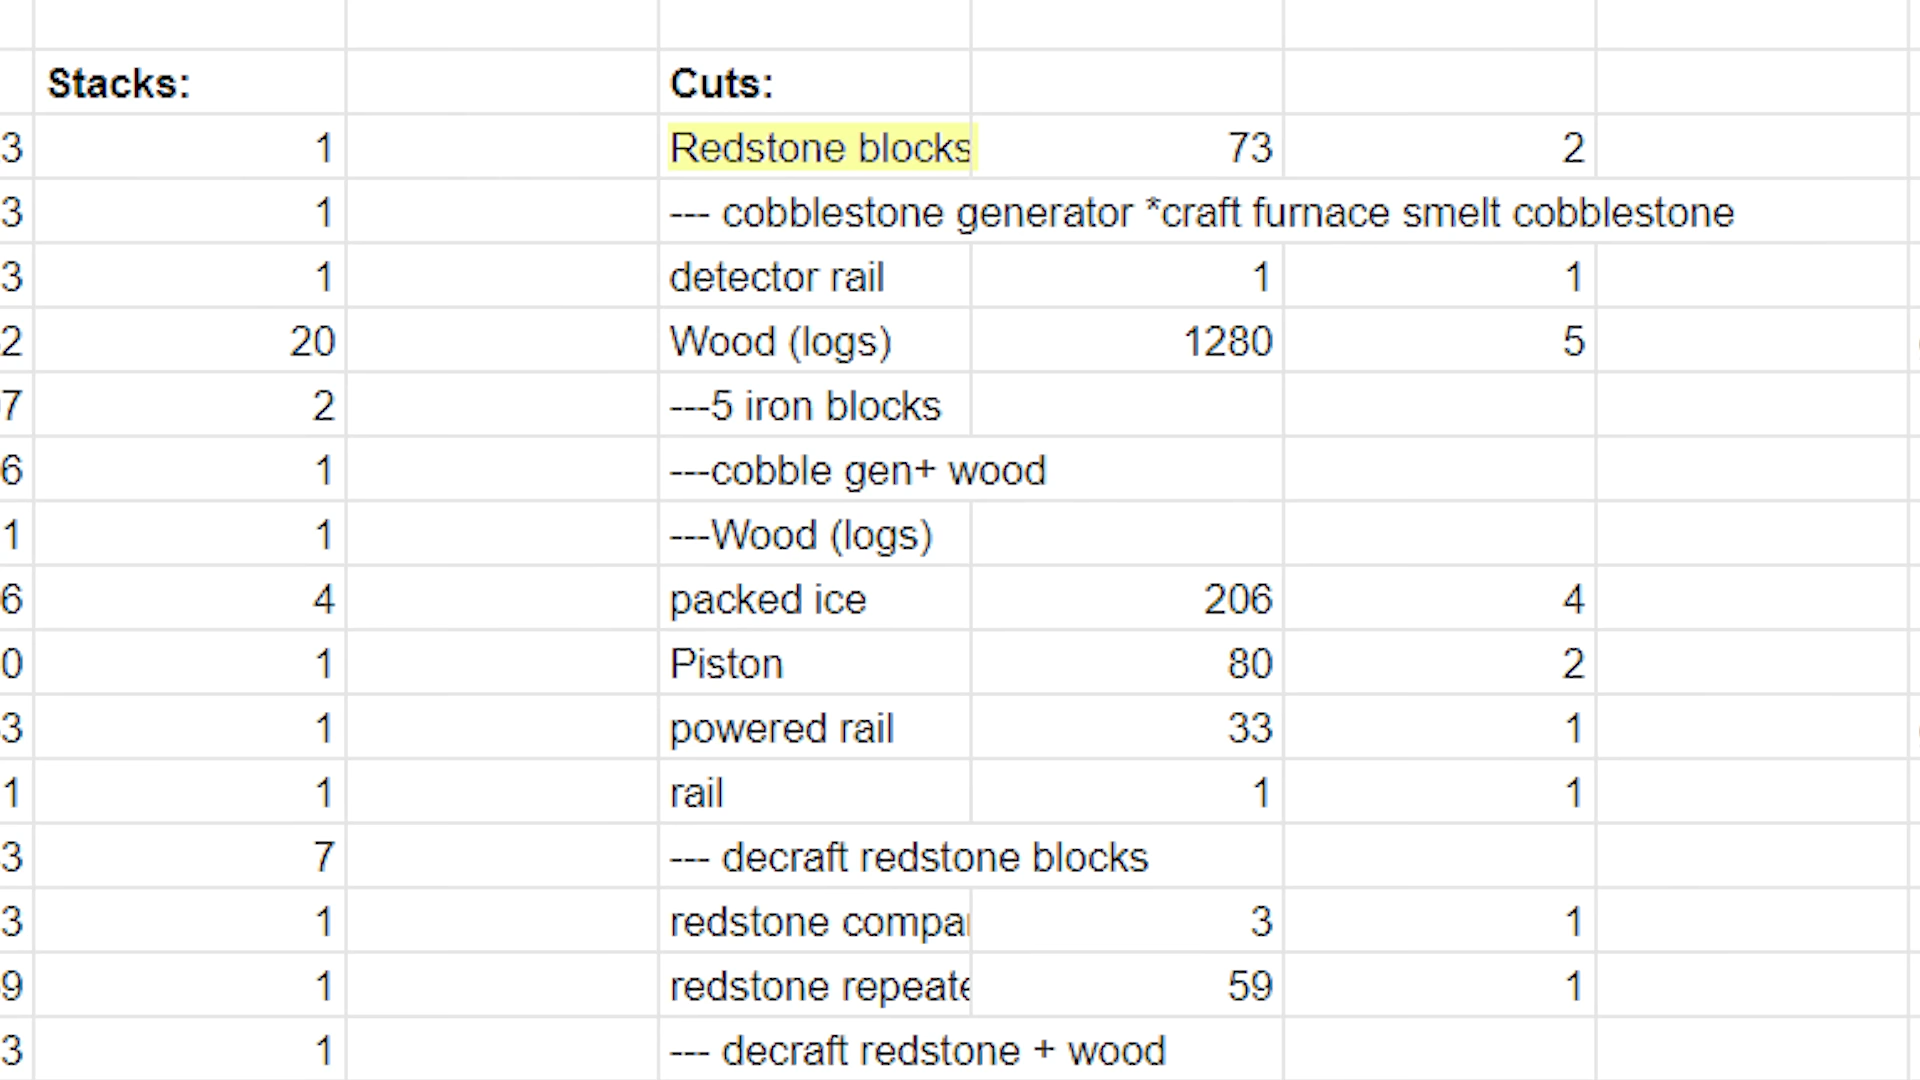 Stacks: Cuts:
3 1 Redstone blocks 73 2
3 1 --- cobblestone generator *craft furnace smelt cobblestone
3 1 detector rail 1 1
2 20 Wood (logs) 1280 5
7 2 ---5 iron blocks
6 1 ---cobble gen+ wood
1 1 ---Wood (logs)
6 4 packed ice 206 4
0 1 Piston 80 2
3 1 powered rail 33 1
1 1 rail 1 1
3 7 --- decraft redstone blocks
3 1 redstone 3 1
9 1 redstone 59 1
3 1 --- decraft redstone + wood